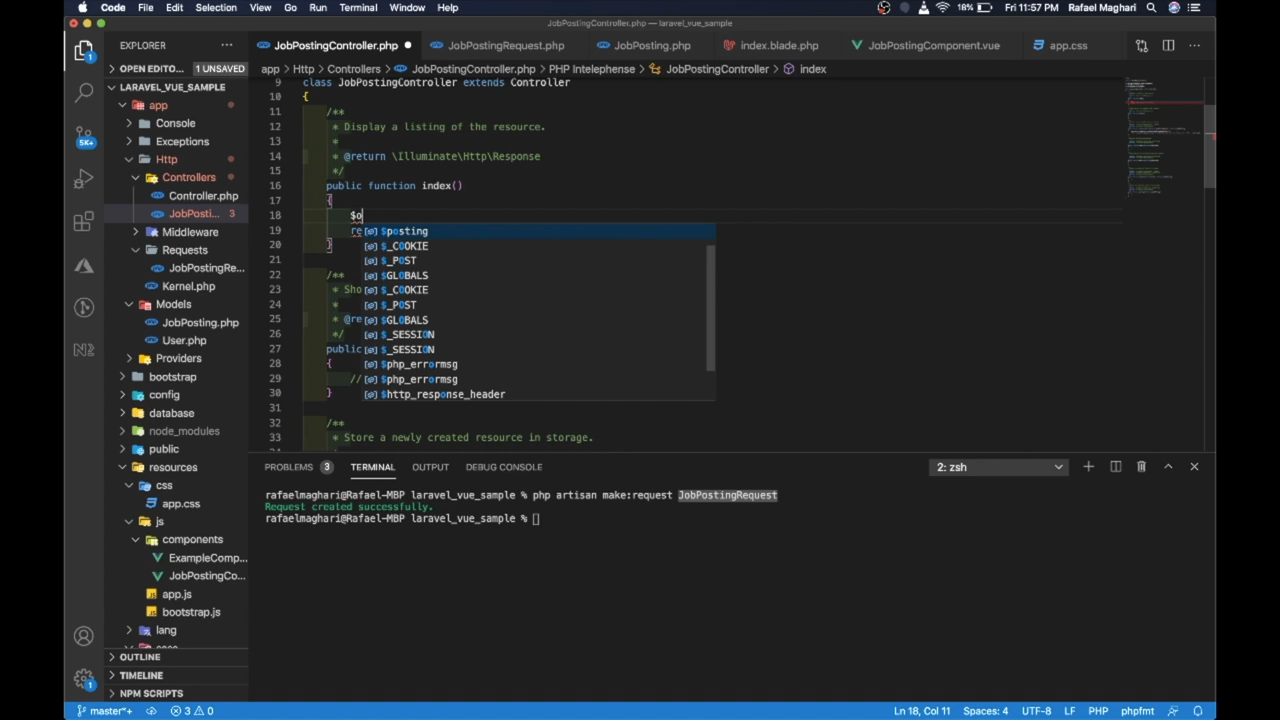 Code File Edit Selection View Go Run Terminal Window Help 18% Fri 11:57 PM Rafael Maghari
JobPostingController.php — laravel_vue_sample
EXPLORER
JobPostingController.php
JobPostingRequest.php
JobPosting.php
index.blade.php
JobPostingComponent.vue
app.css
OPEN EDITO... 1 UNSAVED
app > Http > Controllers > JobPostingController.php > PHP Intelephense > JobPostingController > index
LARAVEL_VUE_SAMPLE
app
Console
Exceptions
Http
Controllers
Controller.php
JobPosti... 3
Middleware
Requests
JobPostingRe...
Kernel.php
Models
JobPosting.php
User.php
Providers
bootstrap
config
database
node_modules
public
resources
css
app.css
js
components
ExampleComp...
JobPostingCo...
app.js
bootstrap.js
lang
OUTLINE
TIMELINE
NPM SCRIPTS
5K+
1
1
9 class JobPostingController extends Controller
10 {
11 /**
12 * Display a listing of the resource.
13 *
14 * @return \Illuminate\Http\Response
15 */
16 public function index()
17 {
18 $o
19 re
20 }
21
22 /**
23 * Sho
24 *
25 * @re
26 */
27 public
28 {
29 //
30 }
31
32 /**
33 * Store a newly created resource in storage.
$posting
$_COOKIE
$_POST
$GLOBALS
$_COOKIE
$_POST
$GLOBALS
$_SESSION
$_SESSION
$php_errormsg
$php_errormsg
$http_response_header
PROBLEMS 3 TERMINAL OUTPUT DEBUG CONSOLE 2: zsh
rafaelmaghari@Rafael-MBP laravel_vue_sample % php artisan make:request JobPostingRequest
Request created successfully.
rafaelmaghari@Rafael-MBP laravel_vue_sample %
master*+ 3 0 Ln 18, Col 11 Spaces: 4 UTF-8 LF PHP phpfmt